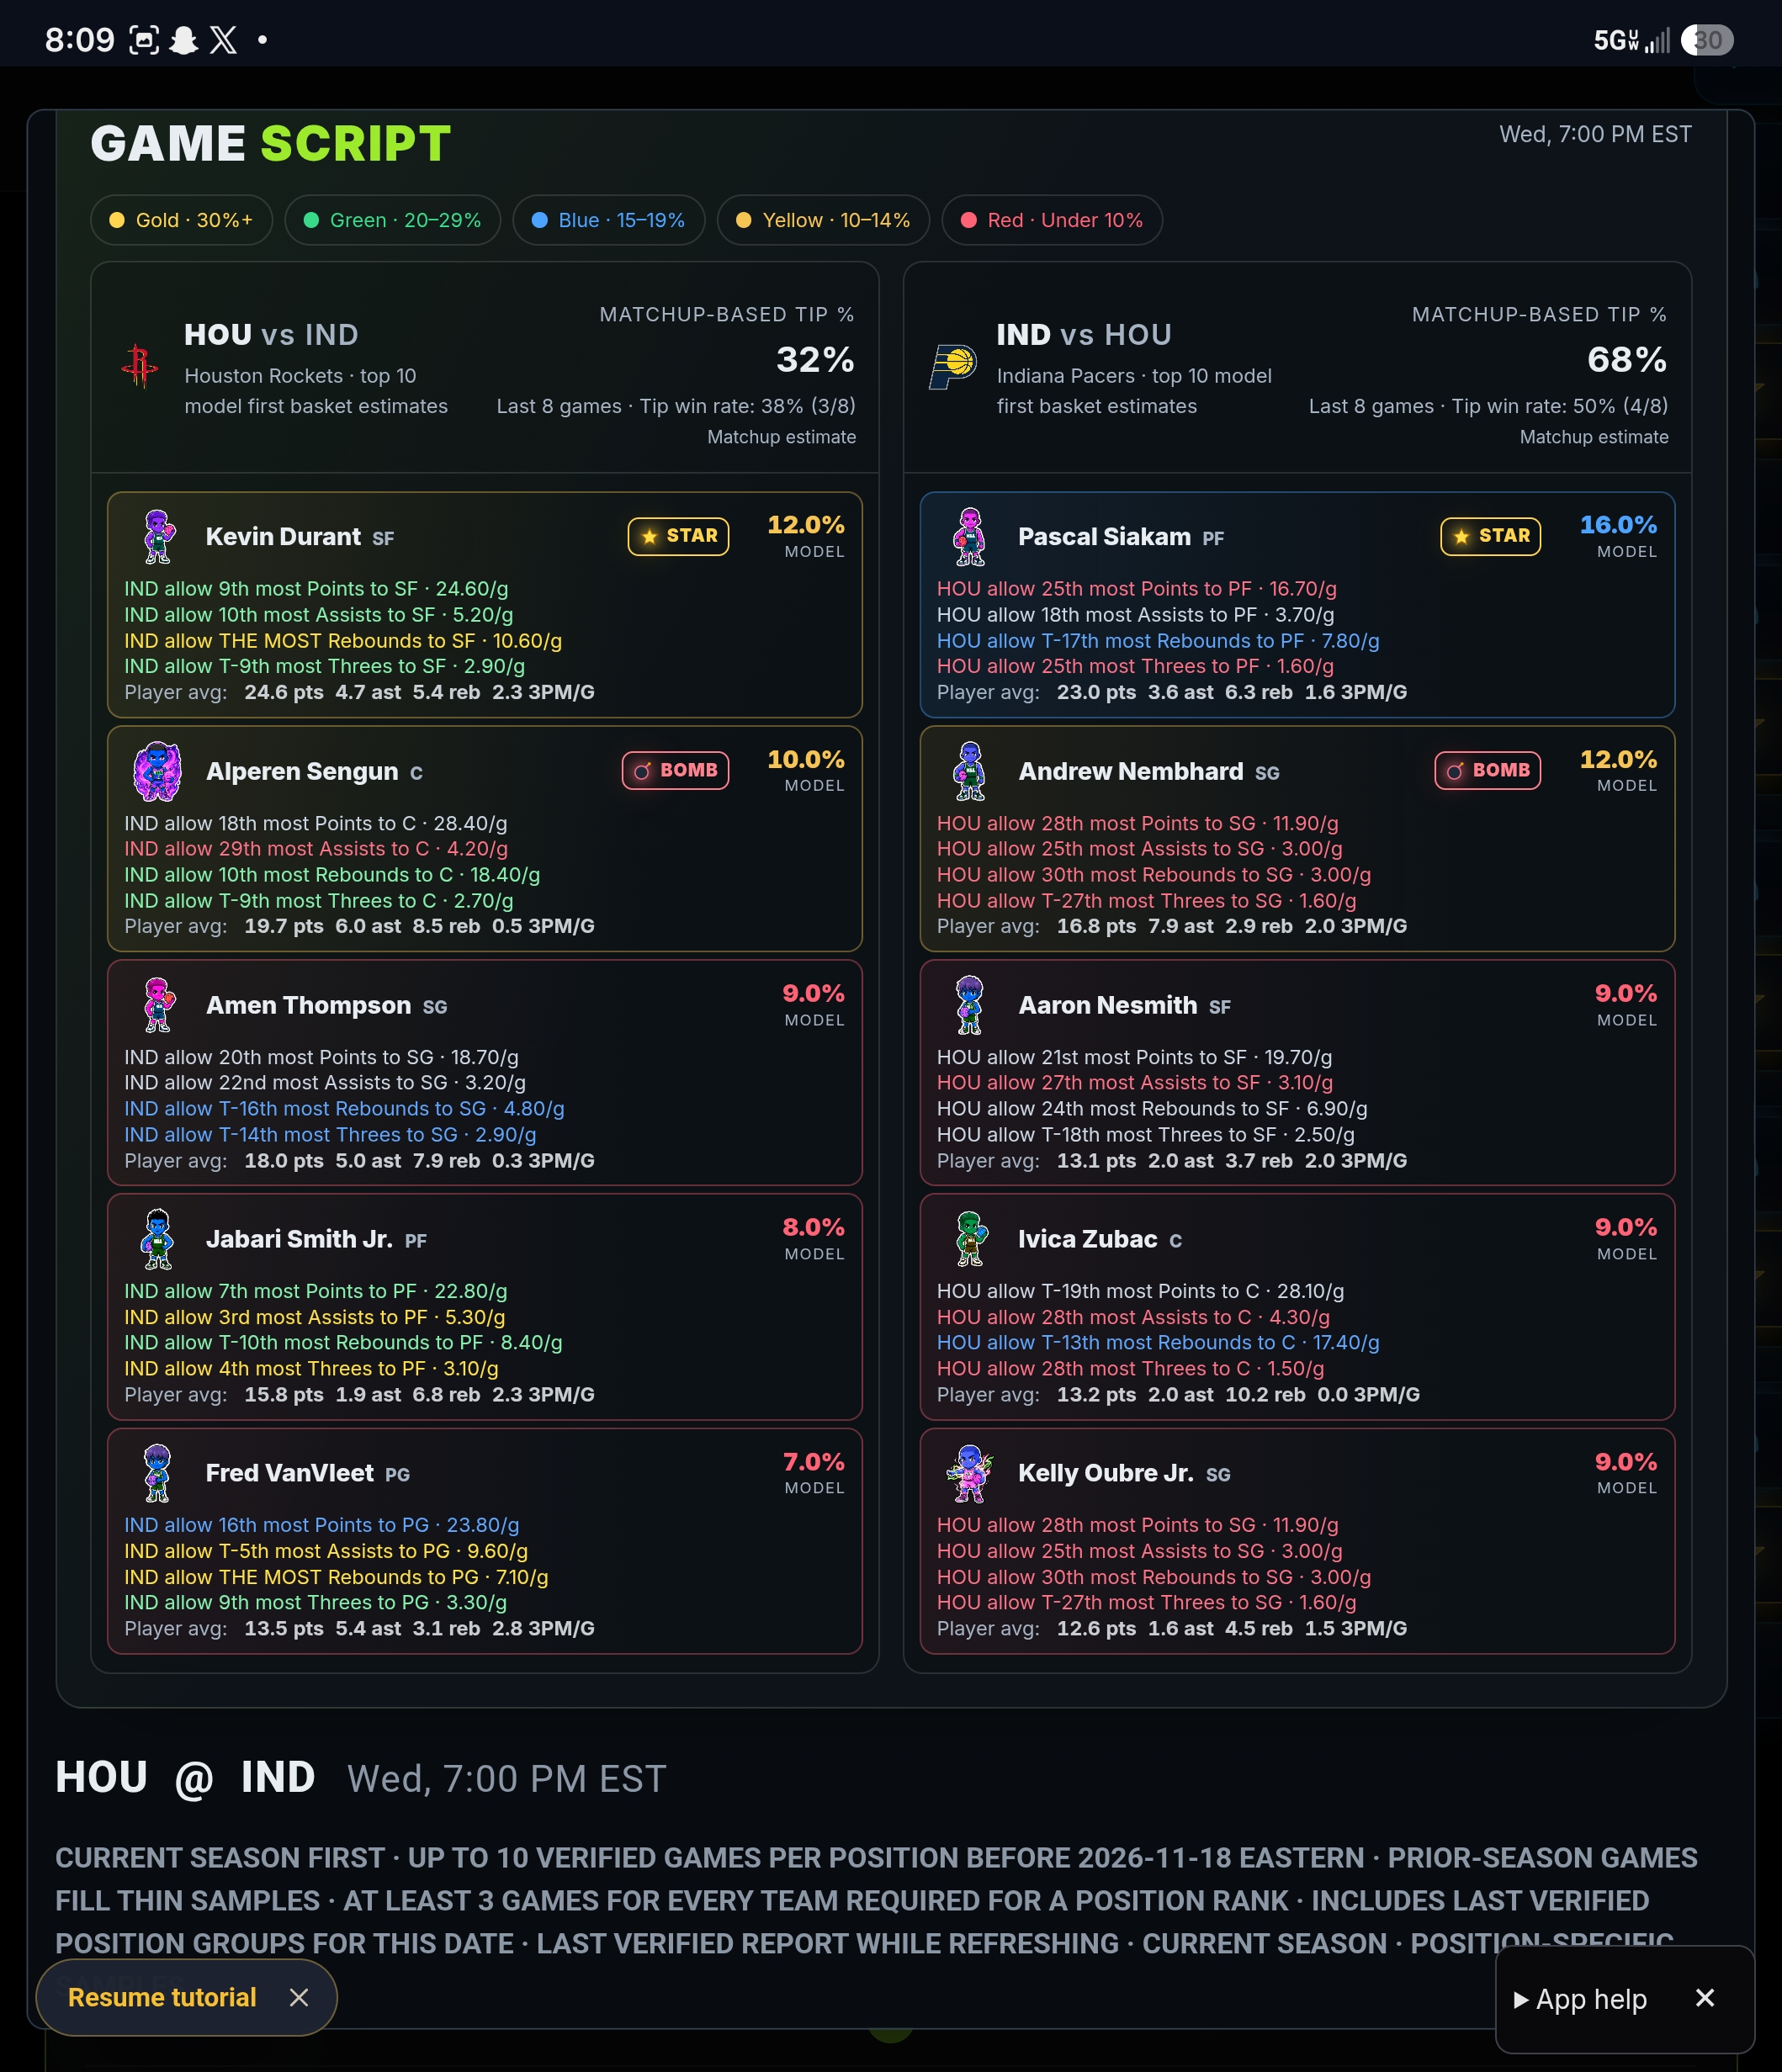 8:09
5G UW
30
GAME SCRIPT
Wed, 7:00 PM EST
Gold · 30%+
Green · 20–29%
Blue · 15–19%
Yellow · 10–14%
Red · Under 10%
HOU vs IND
Houston Rockets · top 10
model first basket estimates
MATCHUP-BASED TIP %
32%
Last 8 games · Tip win rate: 38% (3/8)
Matchup estimate
Kevin Durant SF
STAR
12.0%
MODEL
IND allow 9th most Points to SF · 24.60/g
IND allow 10th most Assists to SF · 5.20/g
IND allow THE MOST Rebounds to SF · 10.60/g
IND allow T-9th most Threes to SF · 2.90/g
Player avg: 24.6 pts 4.7 ast 5.4 reb 2.3 3PM/G
Alperen Sengun C
BOMB
10.0%
MODEL
IND allow 18th most Points to C · 28.40/g
IND allow 29th most Assists to C · 4.20/g
IND allow 10th most Rebounds to C · 18.40/g
IND allow T-9th most Threes to C · 2.70/g
Player avg: 19.7 pts 6.0 ast 8.5 reb 0.5 3PM/G
Amen Thompson SG
9.0%
MODEL
IND allow 20th most Points to SG · 18.70/g
IND allow 22nd most Assists to SG · 3.20/g
IND allow T-16th most Rebounds to SG · 4.80/g
IND allow T-14th most Threes to SG · 2.90/g
Player avg: 18.0 pts 5.0 ast 7.9 reb 0.3 3PM/G
Jabari Smith Jr. PF
8.0%
MODEL
IND allow 7th most Points to PF · 22.80/g
IND allow 3rd most Assists to PF · 5.30/g
IND allow T-10th most Rebounds to PF · 8.40/g
IND allow 4th most Threes to PF · 3.10/g
Player avg: 15.8 pts 1.9 ast 6.8 reb 2.3 3PM/G
Fred VanVleet PG
7.0%
MODEL
IND allow 16th most Points to PG · 23.80/g
IND allow T-5th most Assists to PG · 9.60/g
IND allow THE MOST Rebounds to PG · 7.10/g
IND allow 9th most Threes to PG · 3.30/g
Player avg: 13.5 pts 5.4 ast 3.1 reb 2.8 3PM/G
IND vs HOU
Indiana Pacers · top 10 model
first basket estimates
MATCHUP-BASED TIP %
68%
Last 8 games · Tip win rate: 50% (4/8)
Matchup estimate
Pascal Siakam PF
STAR
16.0%
MODEL
HOU allow 25th most Points to PF · 16.70/g
HOU allow 18th most Assists to PF · 3.70/g
HOU allow T-17th most Rebounds to PF · 7.80/g
HOU allow 25th most Threes to PF · 1.60/g
Player avg: 23.0 pts 3.6 ast 6.3 reb 1.6 3PM/G
Andrew Nembhard SG
BOMB
12.0%
MODEL
HOU allow 28th most Points to SG · 11.90/g
HOU allow 25th most Assists to SG · 3.00/g
HOU allow 30th most Rebounds to SG · 3.00/g
HOU allow T-27th most Threes to SG · 1.60/g
Player avg: 16.8 pts 7.9 ast 2.9 reb 2.0 3PM/G
Aaron Nesmith SF
9.0%
MODEL
HOU allow 21st most Points to SF · 19.70/g
HOU allow 27th most Assists to SF · 3.10/g
HOU allow 24th most Rebounds to SF · 6.90/g
HOU allow T-18th most Threes to SF · 2.50/g
Player avg: 13.1 pts 2.0 ast 3.7 reb 2.0 3PM/G
Ivica Zubac C
9.0%
MODEL
HOU allow T-19th most Points to C · 28.10/g
HOU allow 28th most Assists to C · 4.30/g
HOU allow T-13th most Rebounds to C · 17.40/g
HOU allow 28th most Threes to C · 1.50/g
Player avg: 13.2 pts 2.0 ast 10.2 reb 0.0 3PM/G
Kelly Oubre Jr. SG
9.0%
MODEL
HOU allow 28th most Points to SG · 11.90/g
HOU allow 25th most Assists to SG · 3.00/g
HOU allow 30th most Rebounds to SG · 3.00/g
HOU allow T-27th most Threes to SG · 1.60/g
Player avg: 12.6 pts 1.6 ast 4.5 reb 1.5 3PM/G
HOU @ IND Wed, 7:00 PM EST
CURRENT SEASON FIRST · UP TO 10 VERIFIED GAMES PER POSITION BEFORE 2026-11-18 EASTERN · PRIOR-SEASON GAMES
FILL THIN SAMPLES · AT LEAST 3 GAMES FOR EVERY TEAM REQUIRED FOR A POSITION RANK · INCLUDES LAST VERIFIED
POSITION GROUPS FOR THIS DATE · LAST VERIFIED REPORT WHILE REFRESHING · CURRENT SEASON · POSITION-SPECIFIC
Resume tutorial
App help